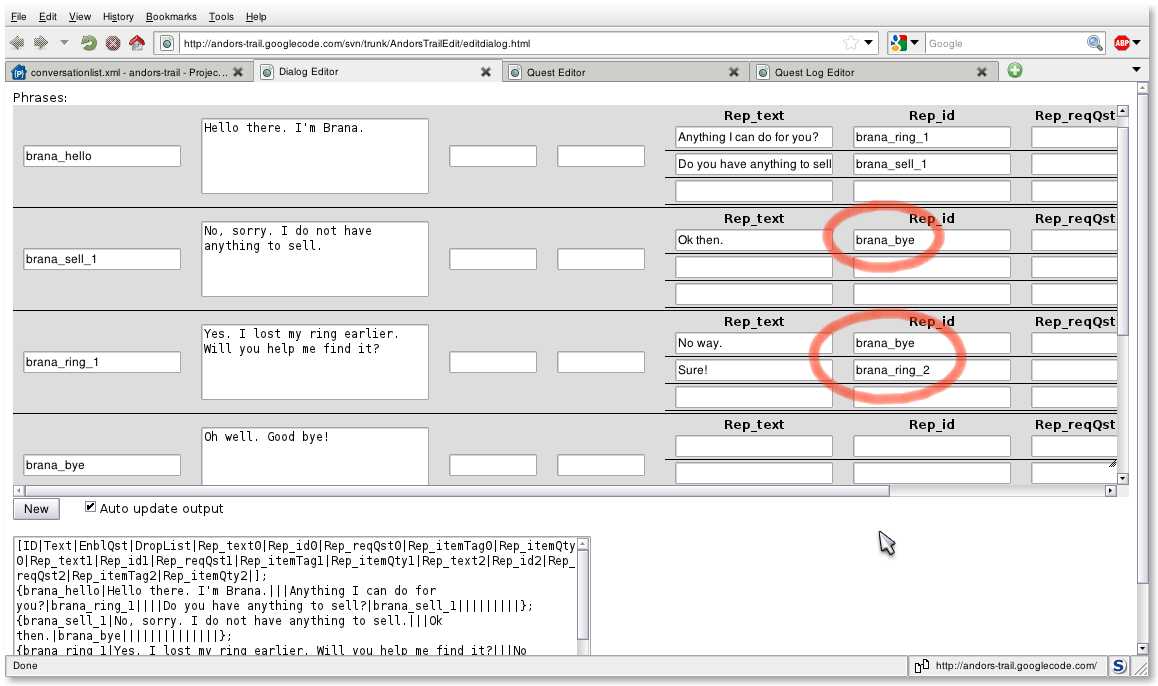 File Edit View History Bookmarks Tools Help
http://andors-trail.googlecode.com/svn/trunk/AndorsTrailEdit/editdialog.html
Google
ABP
conversationlist.xml - andors-trail - Projec...
Dialog Editor
Quest Editor
Quest Log Editor
Phrases:
Rep_text Rep_id Rep_reqQst
brana_hello
Hello there. I'm Brana.
Anything I can do for you? brana_ring_1
Do you have anything to sell brana_sell_1
Rep_text Rep_id Rep_reqQst
brana_sell_1
No, sorry. I do not have
anything to sell.
Ok then. brana_bye
Rep_text Rep_id Rep_reqQst
brana_ring_1
Yes. I lost my ring earlier.
Will you help me find it?
No way. brana_bye
Sure! brana_ring_2
Rep_text Rep_id Rep_reqQst
brana_bye
Oh well. Good bye!
New
Auto update output
[ID|Text|EnblQst|DropList|Rep_text0|Rep_id0|Rep_reqQst0|Rep_itemTag0|Rep_itemQty
0|Rep_text1|Rep_id1|Rep_reqQst1|Rep_itemTag1|Rep_itemQty1|Rep_text2|Rep_id2|Rep_
reqQst2|Rep_itemTag2|Rep_itemQty2|];
{brana_hello|Hello there. I'm Brana.|||Anything I can do for
you?|brana_ring_1||||Do you have anything to sell?|brana_sell_1|||||||||};
{brana_sell_1|No, sorry. I do not have anything to sell.|||Ok
then.|brana_bye||||||||||||||};
{brana_ring_1|Yes. I lost my ring earlier. Will you help me find it?|||No
Done
http://andors-trail.googlecode.com/
S